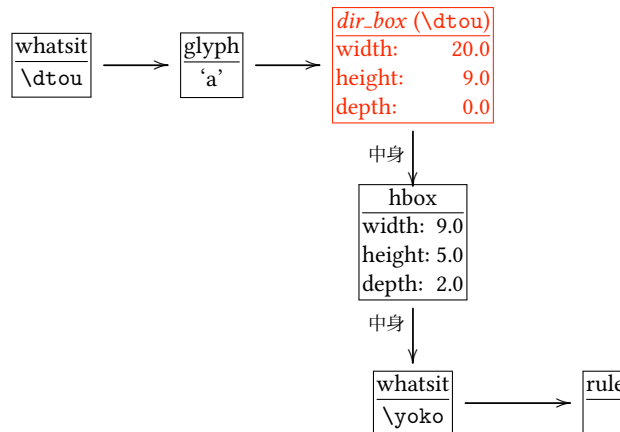 whatsit
\dtou
glyph
‘a’
dir_box (\dtou)
width: 20.0
height: 9.0
depth: 0.0
中身
hbox
width: 9.0
height: 5.0
depth: 2.0
中身
whatsit
\yoko
rule